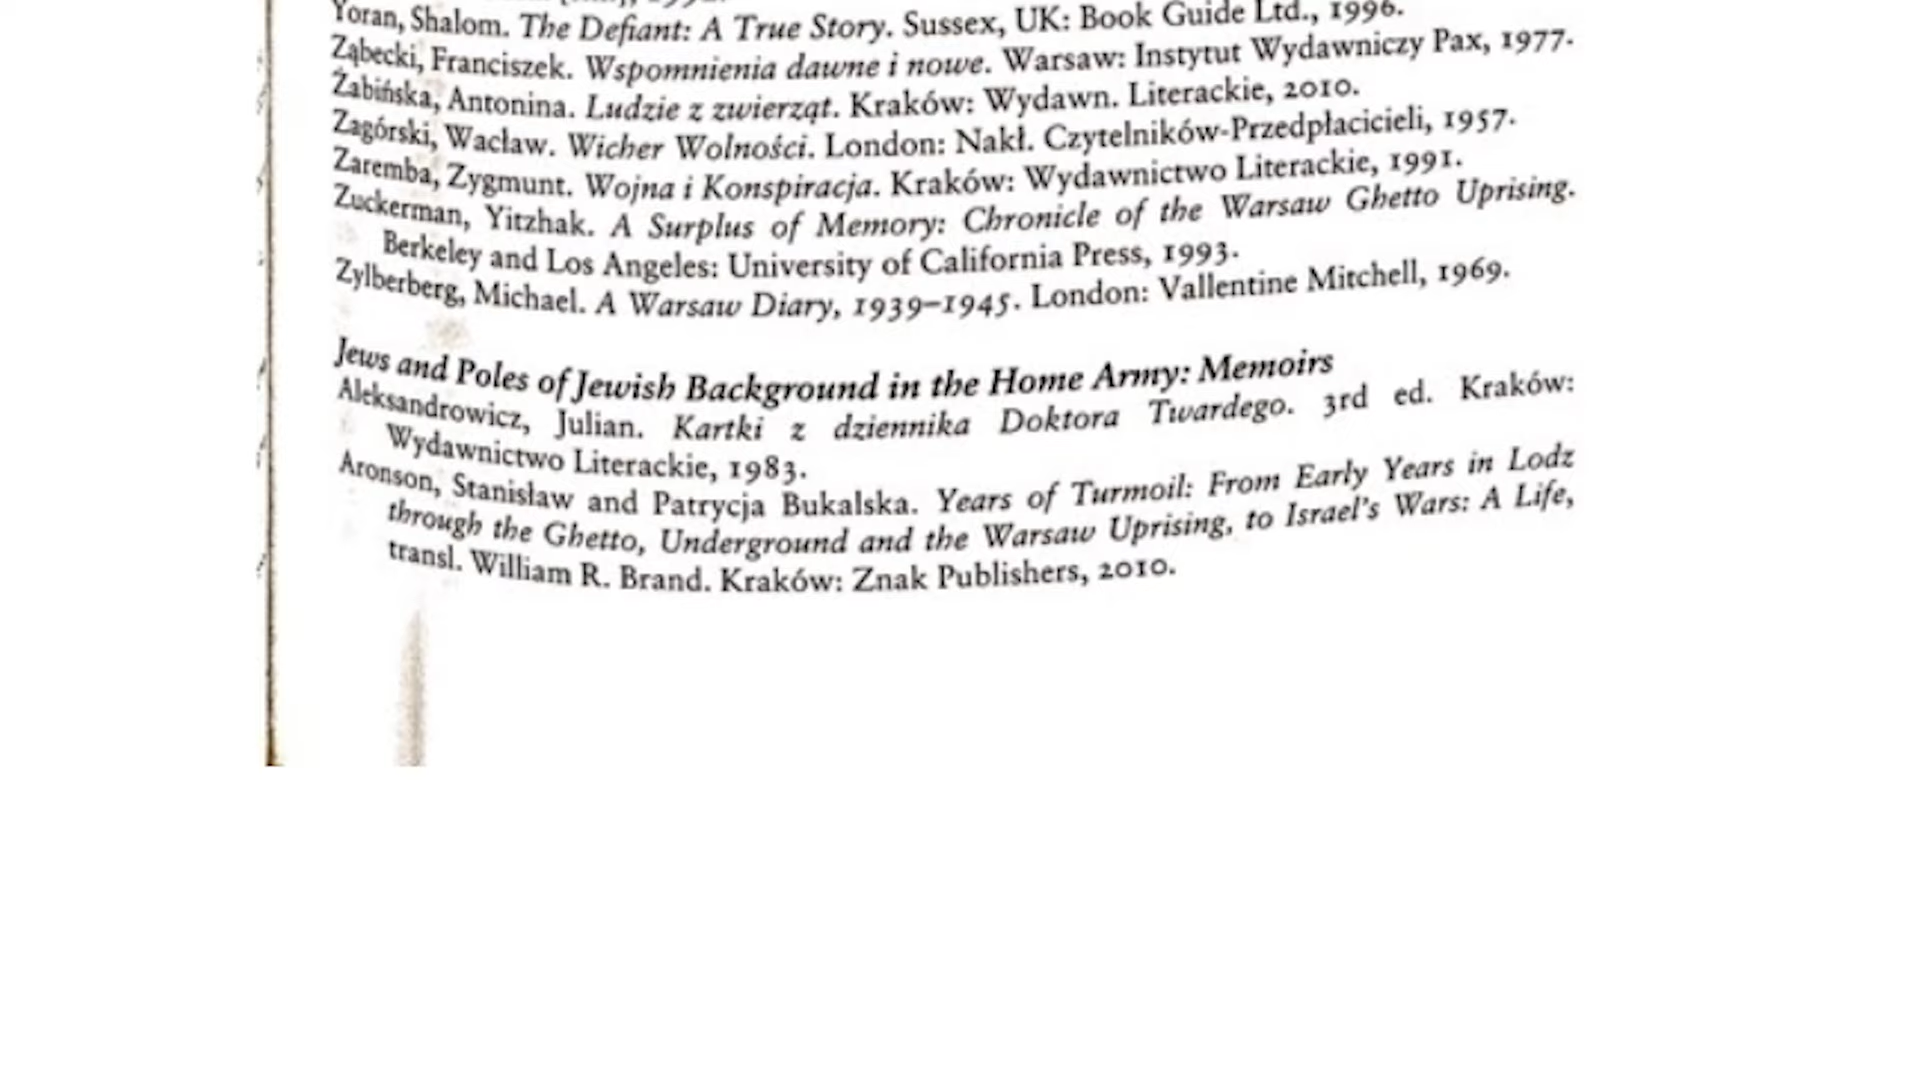 Yoran, Shalom. The Defiant: A True Story. Sussex, UK: Book Guide Ltd., 1996.
Ząbecki, Franciszek. Wspomnienia dawne i nowe. Warsaw: Instytut Wydawniczy Pax, 1977.
Żabińska, Antonina. Ludzie z zwierząt. Kraków: Wydawn. Literackie, 2010.
Zagórski, Wacław. Wicher Wolności. London: Nakł. Czytelników-Przedpłacicieli, 1957.
Zaremba, Zygmunt. Wojna i Konspiracja. Kraków: Wydawnictwo Literackie, 1991.
Zuckerman, Yitzhak. A Surplus of Memory: Chronicle of the Warsaw Ghetto Uprising.
Berkeley and Los Angeles: University of California Press, 1993.
Zylberberg, Michael. A Warsaw Diary, 1939–1945. London: Vallentine Mitchell, 1969.
Jews and Poles of Jewish Background in the Home Army: Memoirs
Aleksandrowicz, Julian. Kartki z dziennika Doktora Twardego. 3rd ed. Kraków:
Wydawnictwo Literackie, 1983.
Aronson, Stanisław and Patrycja Bukalska. Years of Turmoil: From Early Years in Lodz
through the Ghetto, Underground and the Warsaw Uprising, to Israel's Wars: A Life,
transl. William R. Brand. Kraków: Znak Publishers, 2010.